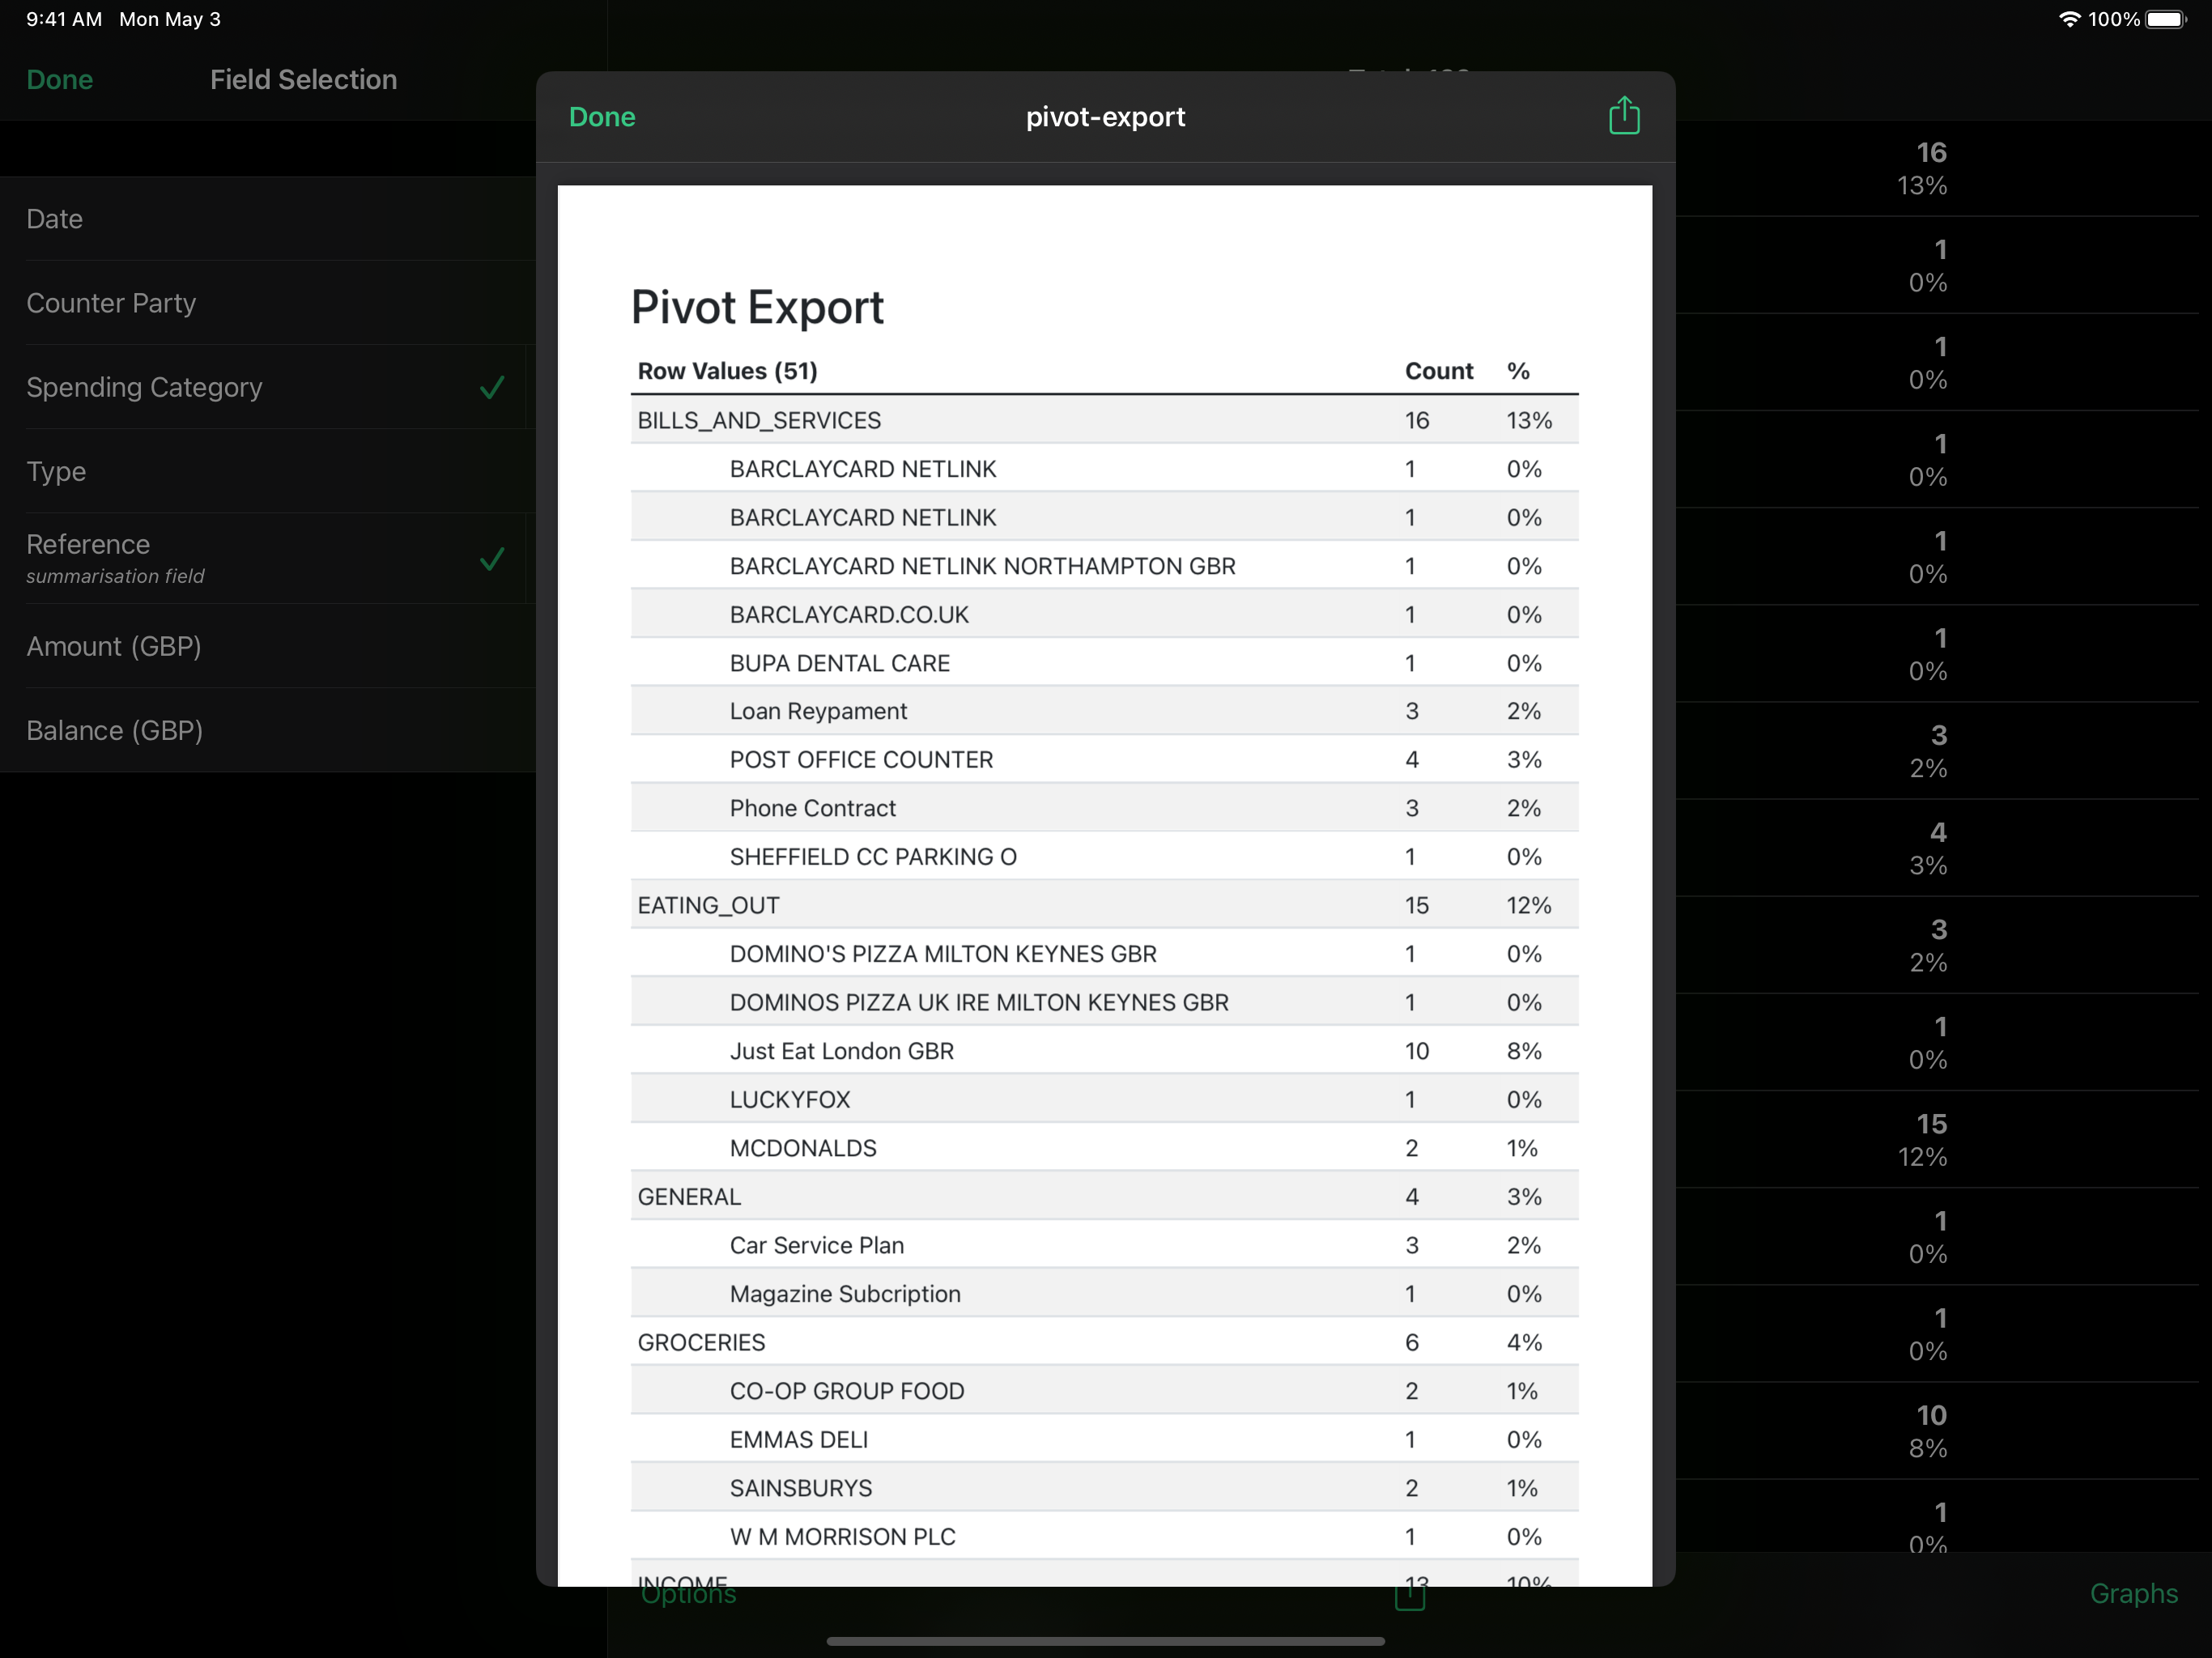 9:41 AM Mon May 3
100%
Done Field Selection
Date
Counter Party
Spending Category
Type
Reference
summarisation field
Amount (GBP)
Balance (GBP)
Done pivot-export
Pivot Export
Row Values (51) Count %
BILLS_AND_SERVICES 16 13%
BARCLAYCARD NETLINK 1 0%
BARCLAYCARD NETLINK 1 0%
BARCLAYCARD NETLINK NORTHAMPTON GBR 1 0%
BARCLAYCARD.CO.UK 1 0%
BUPA DENTAL CARE 1 0%
Loan Reypament 3 2%
POST OFFICE COUNTER 4 3%
Phone Contract 3 2%
SHEFFIELD CC PARKING O 1 0%
EATING_OUT 15 12%
DOMINO'S PIZZA MILTON KEYNES GBR 1 0%
DOMINOS PIZZA UK IRE MILTON KEYNES GBR 1 0%
Just Eat London GBR 10 8%
LUCKYFOX 1 0%
MCDONALDS 2 1%
GENERAL 4 3%
Car Service Plan 3 2%
Magazine Subcription 1 0%
GROCERIES 6 4%
CO-OP GROUP FOOD 2 1%
EMMAS DELI 1 0%
SAINSBURYS 2 1%
W M MORRISON PLC 1 0%
INCOME 13 10%
16
13%
1
0%
1
0%
1
0%
1
0%
1
0%
3
2%
4
3%
3
2%
1
0%
15
12%
1
0%
1
0%
10
8%
1
0%
Options
Graphs